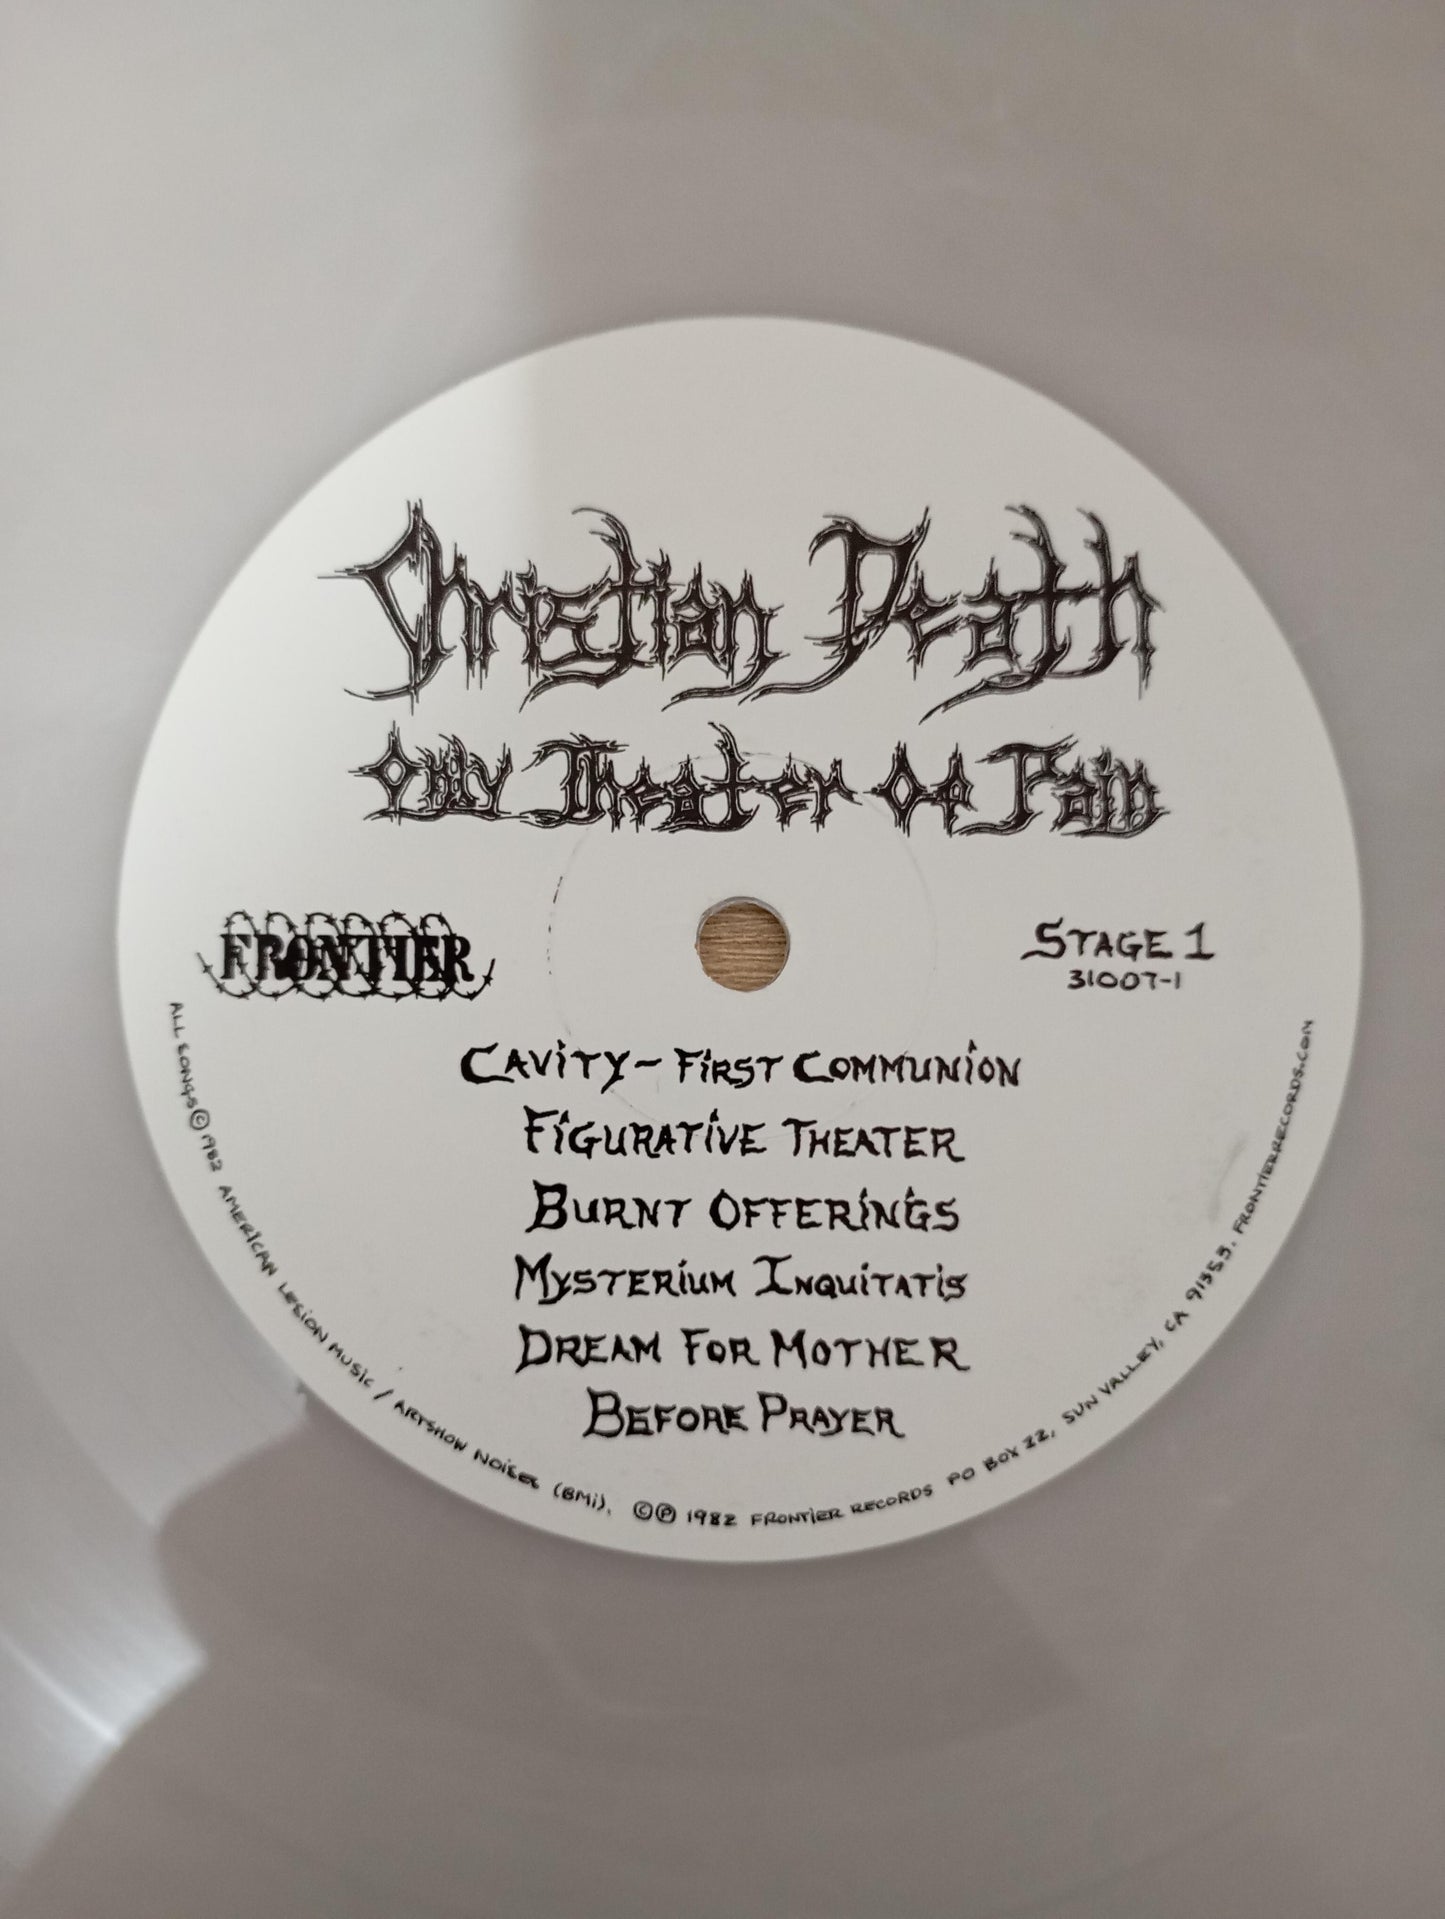 Christian Death
Only Theater Of Pain
FRONTIER
STAGE 1
31007-1
CAVITY - FIRST COMMUNION
FIGURATIVE THEATER
BURNT OFFERINGS
MYSTERIUM INQUITATIS
DREAM FOR MOTHER
BEFORE PRAYER
ALL SONGS © 1982 AMERICAN LEGION MUSIC / ARTSHOW NOISE (BMI). ©℗ 1982 FRONTIER RECORDS PO BOX 22, SUN VALLEY, CA 91353. FRONTIERRECORDS.COM